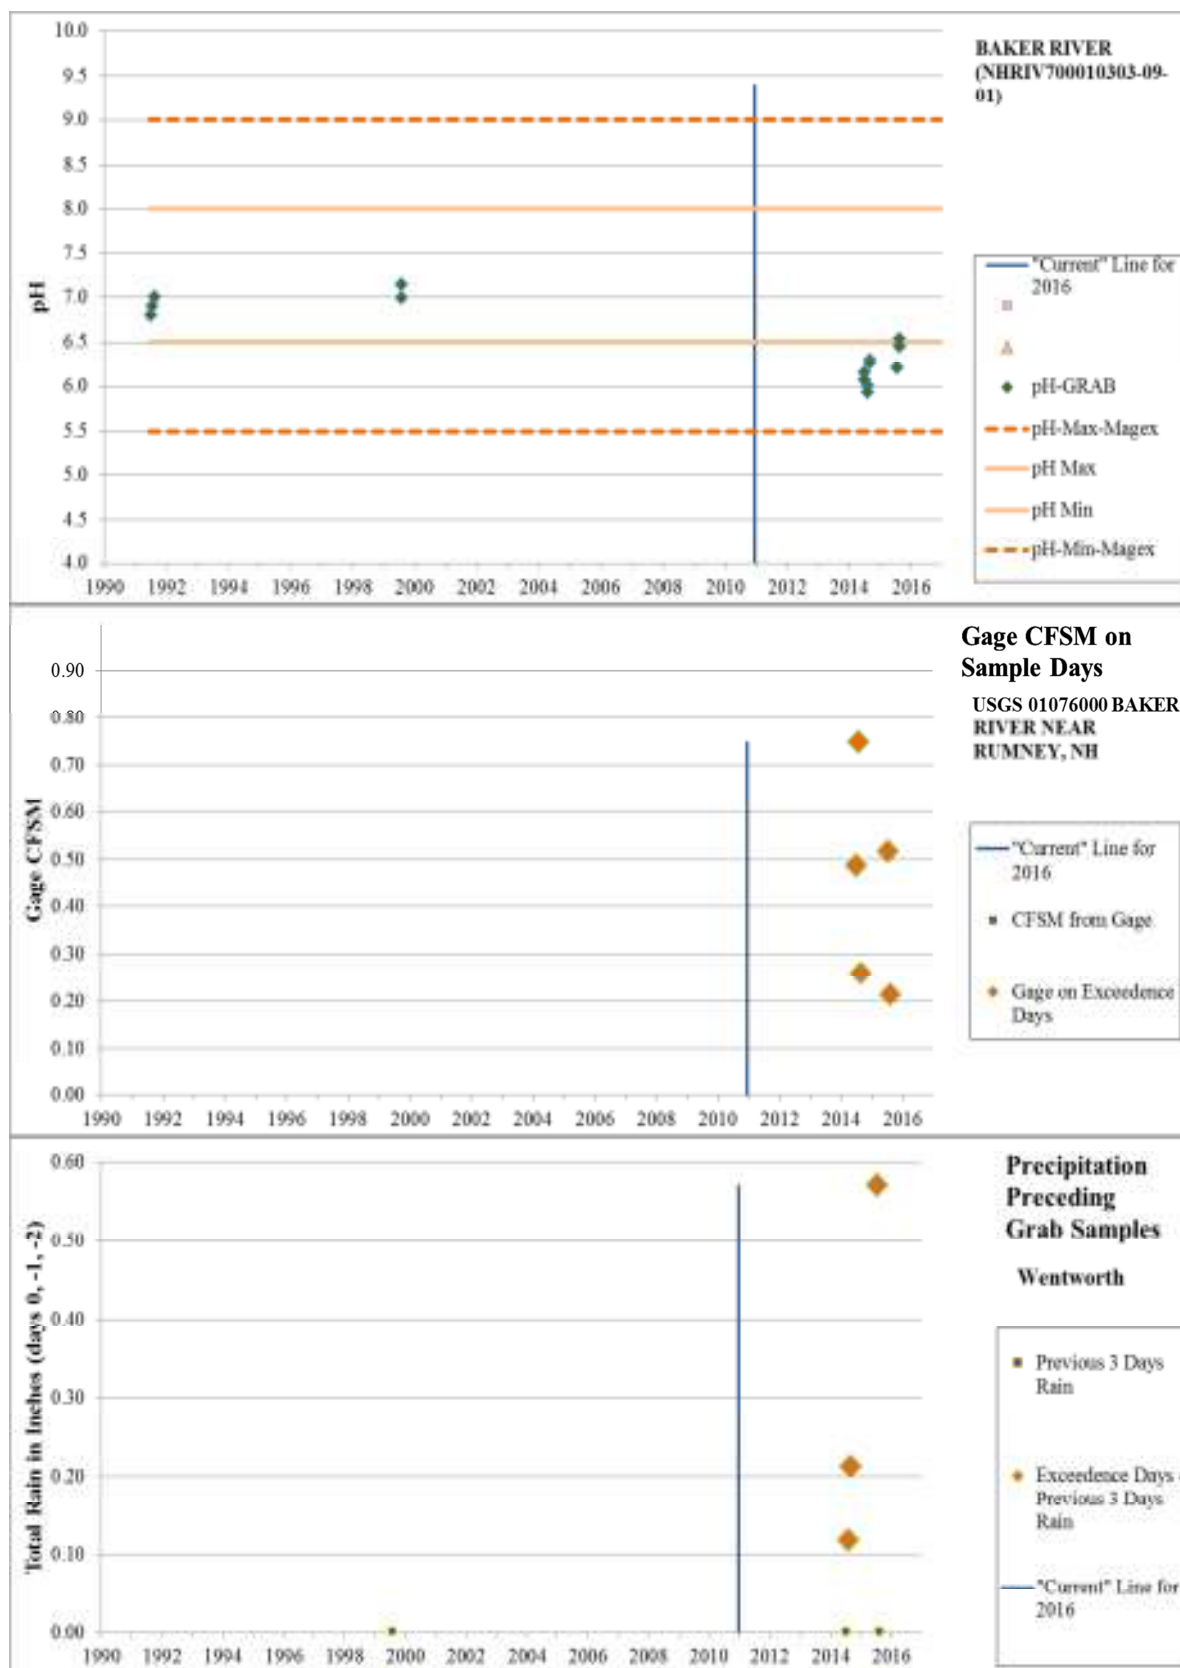 10.0
9.5
9.0
8.5
8.0
7.5
7.0
6.5
6.0
5.5
5.0
4.5
4.0
pH
1990 1992 1994 1996 1998 2000 2002 2004 2006 2008 2010 2012 2014 2016
BAKER RIVER
(NHRIV700010303-09-
01)
"Current" Line for
2016
pH-GRAB
pH-Max-Magex
pH Max
pH Min
pH-Min-Magex
0.90
0.80
0.70
0.60
0.50
0.40
0.30
0.20
0.10
0.00
Gage CFSM
1990 1992 1994 1996 1998 2000 2002 2004 2006 2008 2010 2012 2014 2016
Gage CFSM on
Sample Days
USGS 01076000 BAKER
RIVER NEAR
RUMNEY, NH
"Current" Line for
2016
CFSM from Gage
Gage on Exceedence
Days
0.60
0.50
0.40
0.30
0.20
0.10
0.00
Total Rain in Inches (days 0, -1, -2)
1990 1992 1994 1996 1998 2000 2002 2004 2006 2008 2010 2012 2014 2016
Precipitation
Preceding
Grab Samples
Wentworth
Previous 3 Days
Rain
Exceedence Days -
Previous 3 Days
Rain
"Current" Line for
2016